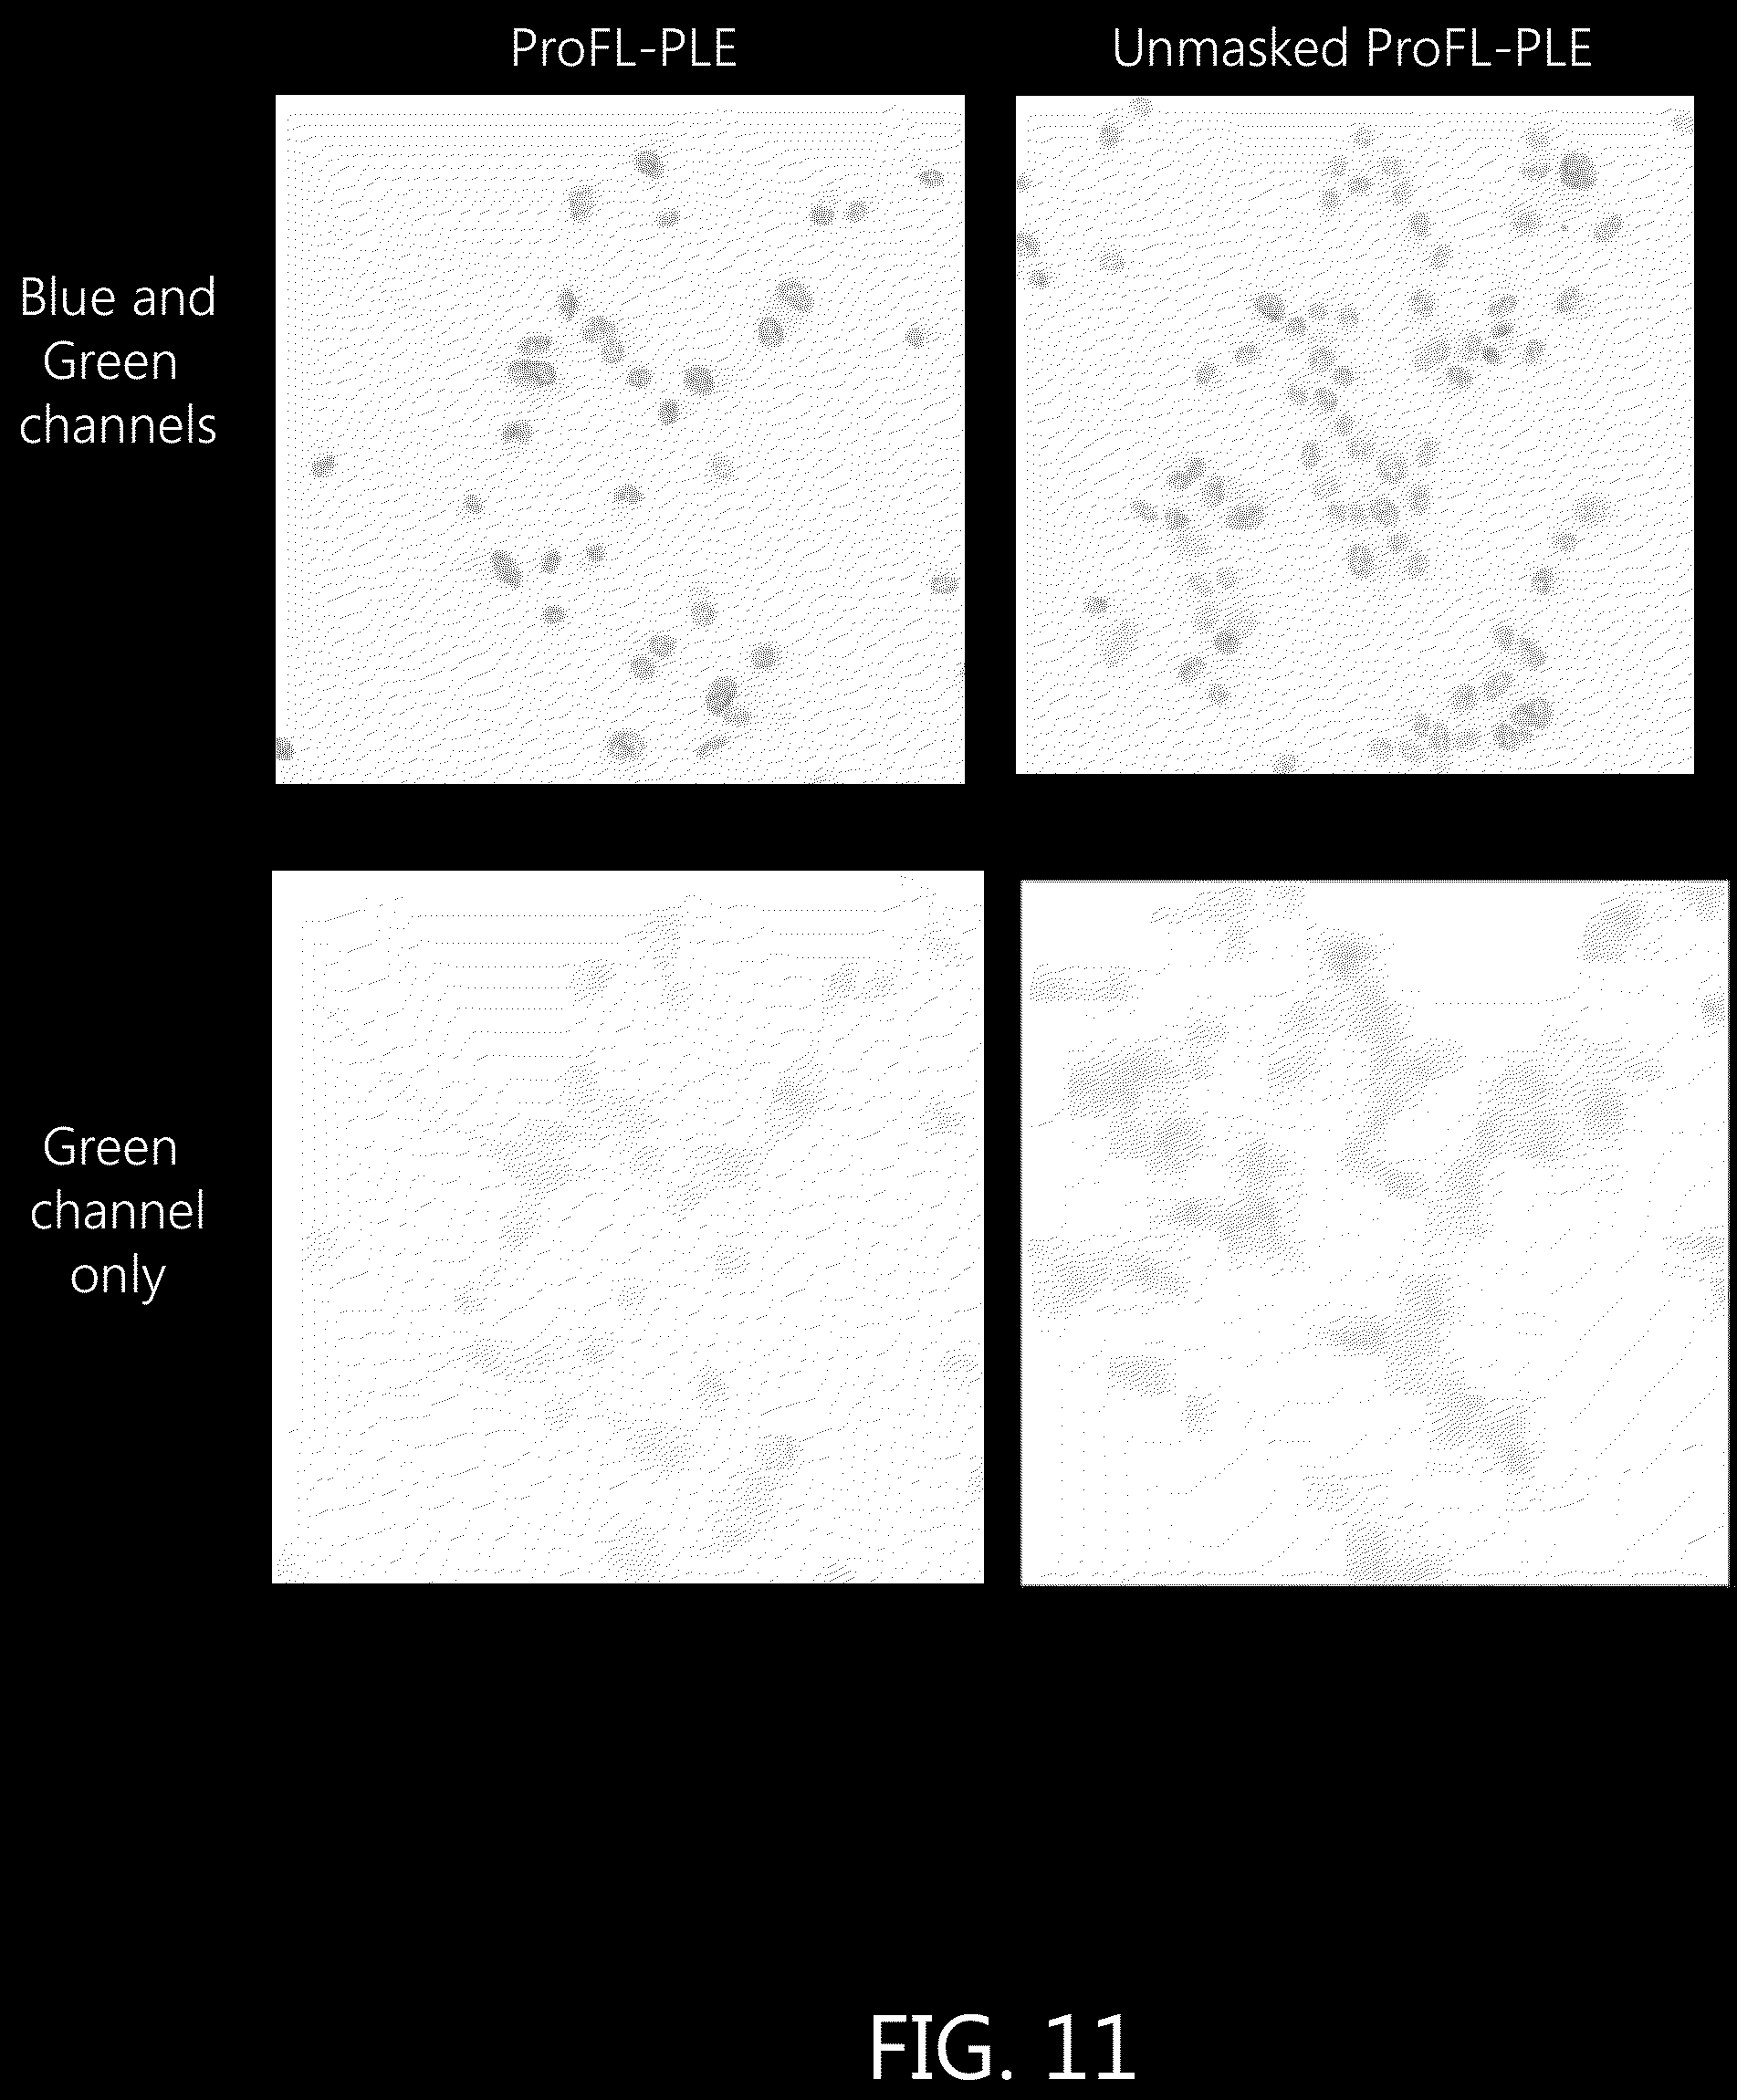 ProFL-PLE
Unmasked ProFL-PLE
Blue and
Green
channels
Green
channel
only
FIG. 11